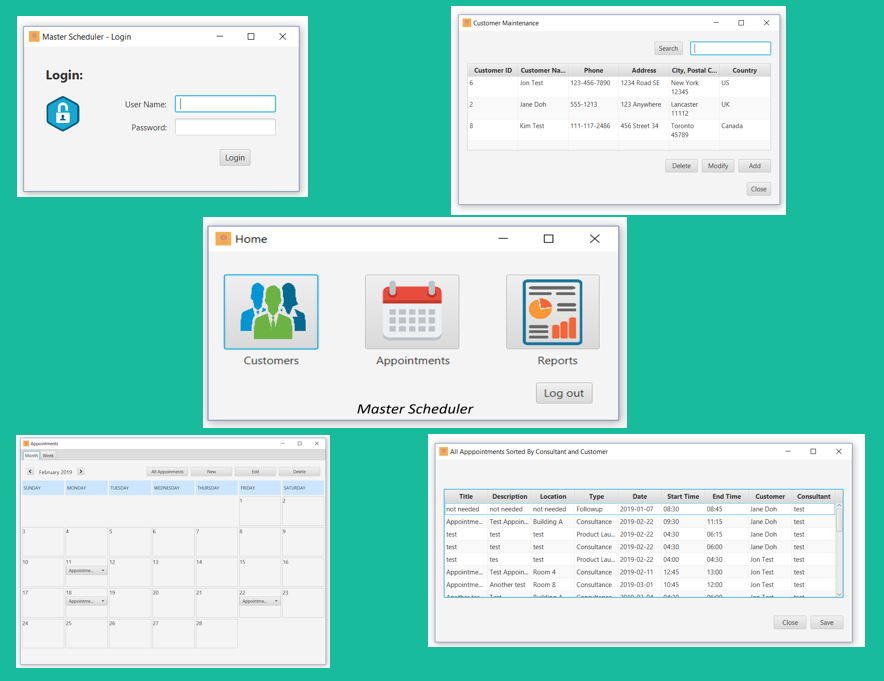 Master Scheduler - Login
Login:
User Name:
Password:
Login
Customer Maintenance
Search
Customer ID Customer Na... Phone Address City, Postal C... Country
6 Jon Test 123-456-7890 1234 Road SE New York 12345 US
2 Jane Doh 555-1213 123 Anywhere Lancaster 11112 UK
8 Kim Test 111-117-2486 456 Street 34 Toronto 45789 Canada
Delete Modify Add
Close
Home
Customers Appointments Reports
Log out
Master Scheduler
Appointments
Month Week
February 2019 All Appoinments New Edit Delete
SUNDAY MONDAY TUESDAY WEDNESDAY THURSDAY FRIDAY SATURDAY
1 2
3 4 5 6 7 8 9
10 11 12 13 14 15 16
Appointme...
17 18 19 20 21 22 23
Appointme... Appointme...
24 25 26 27 28
All Apppointments Sorted By Consultant and Customer
Title Description Location Type Date Start Time End Time Customer Consultant
not needed not needed not needed Followup 2019-01-07 08:30 08:45 Jane Doh test
Appointme... Test Appoin... Building A Consultance 2019-02-22 09:30 11:15 Jane Doh test
test test test Product Lau... 2019-02-22 04:30 06:15 Jane Doh test
test test test Consultance 2019-02-22 04:30 06:00 Jane Doh test
test tes test Product Lau... 2019-02-22 04:00 04:30 Jon Test test
Appointme... Test Appoin... Room 4 Consultance 2019-02-11 12:45 13:00 Jon Test test
Appointme... Another test Room 8 Consultance 2019-03-01 10:45 12:00 Jon Test test
Close Save